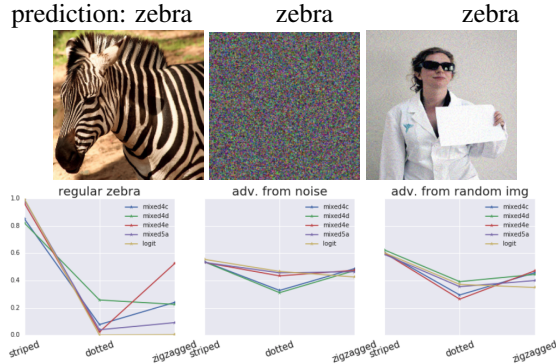 prediction: zebra zebra zebra
regular zebra adv. from noise adv. from random img
1.0
0.8
0.6
0.4
0.2
0.0
mixed4c
mixed4d
mixed4e
mixed5a
logit
mixed4c
mixed4d
mixed4e
mixed5a
logit
mixed4c
mixed4d
mixed4e
mixed5a
logit
striped dotted zigzagged striped dotted zigzagged striped dotted zigzagged